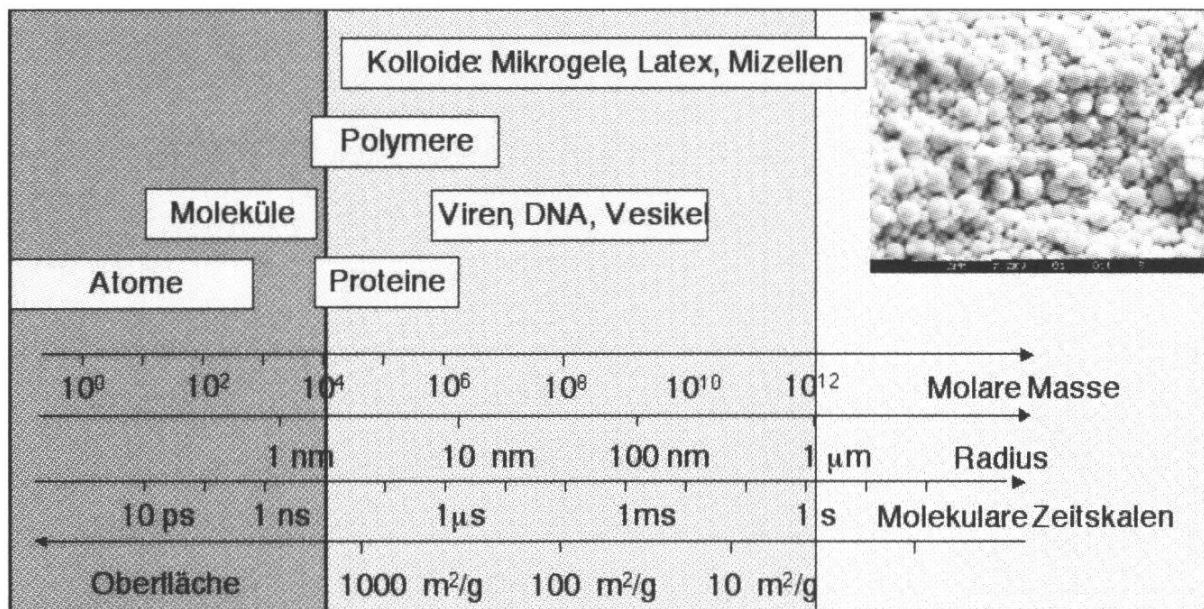 Kolloide: Mikrogele, Latex, Mizellen
Polymere
Moleküle
Viren, DNA, Vesikel
Atome
Proteine
10⁰ 10² 10⁴ 10⁶ 10⁸ 10¹⁰ 10¹² Molare Masse
1 nm 10 nm 100 nm 1 μm Radius
10 ps 1 ns 1μs 1ms 1 s Molekulare Zeitskalen
Oberfläche 1000 m²/g 100 m²/g 10 m²/g